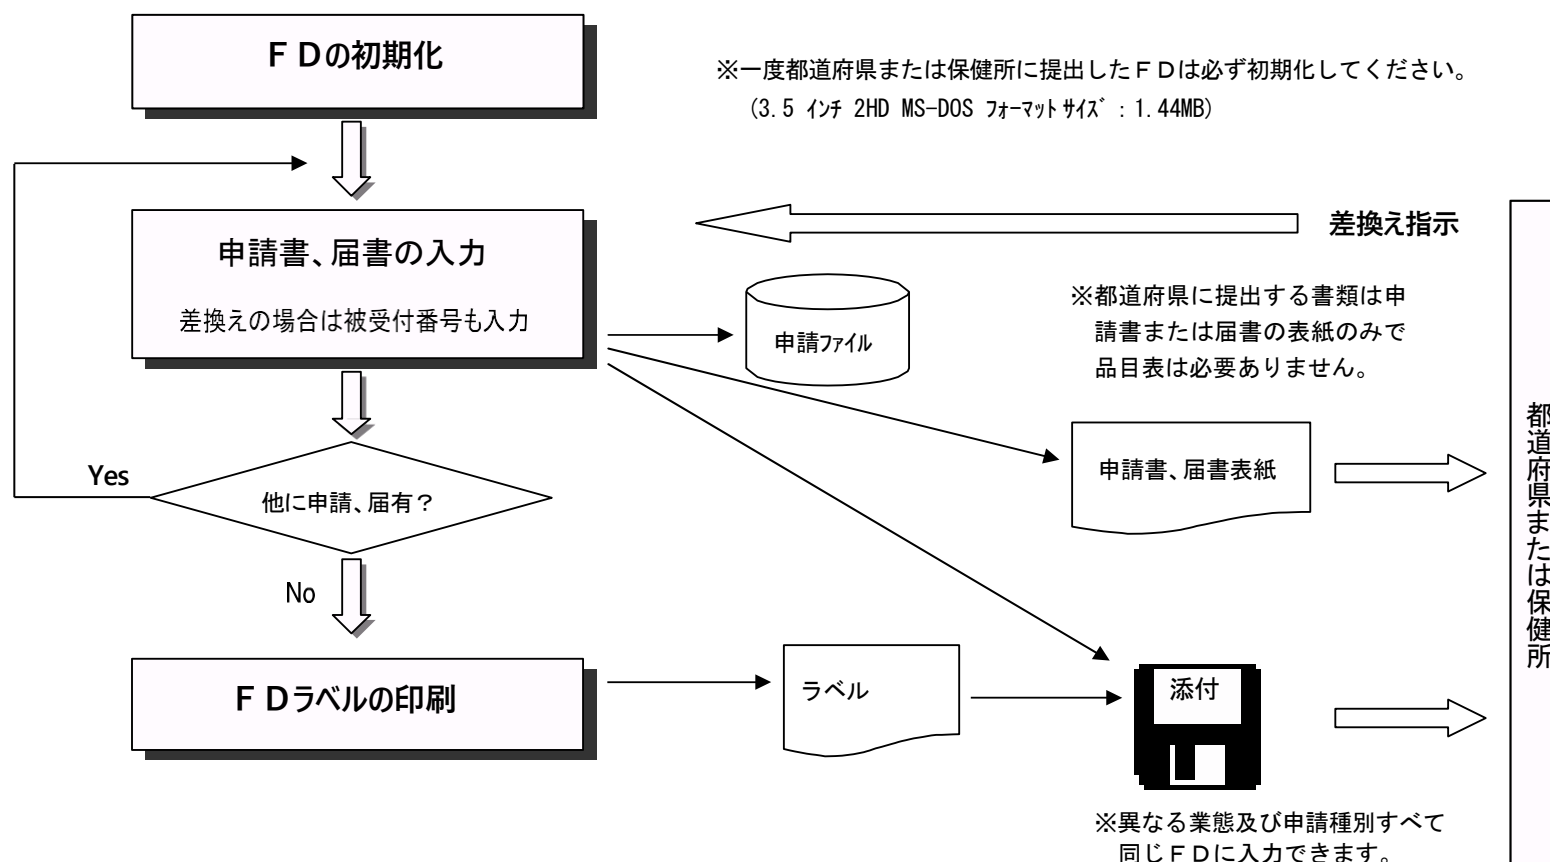 ＦＤの初期化
※一度都道府県または保健所に提出したＦＤは必ず初期化してください。
(3.5 ｲﾝﾁ 2HD MS-DOS ﾌｫｰﾏｯﾄｻｲｽﾞ：1.44MB)
差換え指示
申請書、届書の入力
差換えの場合は被受付番号も入力
申請ﾌｧｲﾙ
※都道府県に提出する書類は申
請書または届書の表紙のみで
品目表は必要ありません。
都道府県または保健所
申請書、届書表紙
Yes
他に申請、届有？
No
ＦＤラベルの印刷
ラベル
添付
※異なる業態及び申請種別すべて
同じＦＤに入力できます。